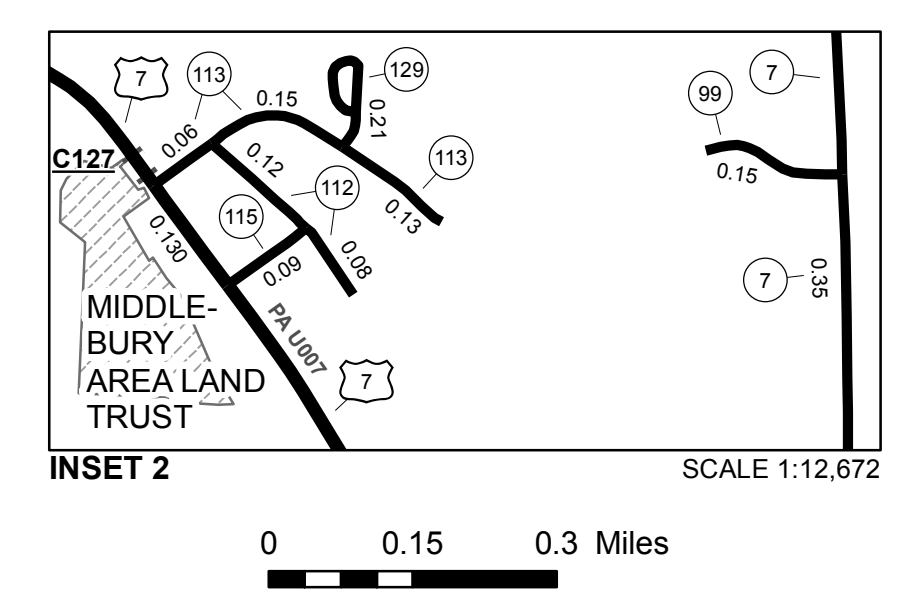 7
113
0.15
129
7
99
0.06
0.21
C127
0.12
113
0.15
112
115
0.13
0.130
0.08
0.09
7
0.35
MIDDLE-
BURY
AREA LAND
TRUST
PA U007
7
INSET 2
SCALE 1:12,672
0 0.15 0.3 Miles